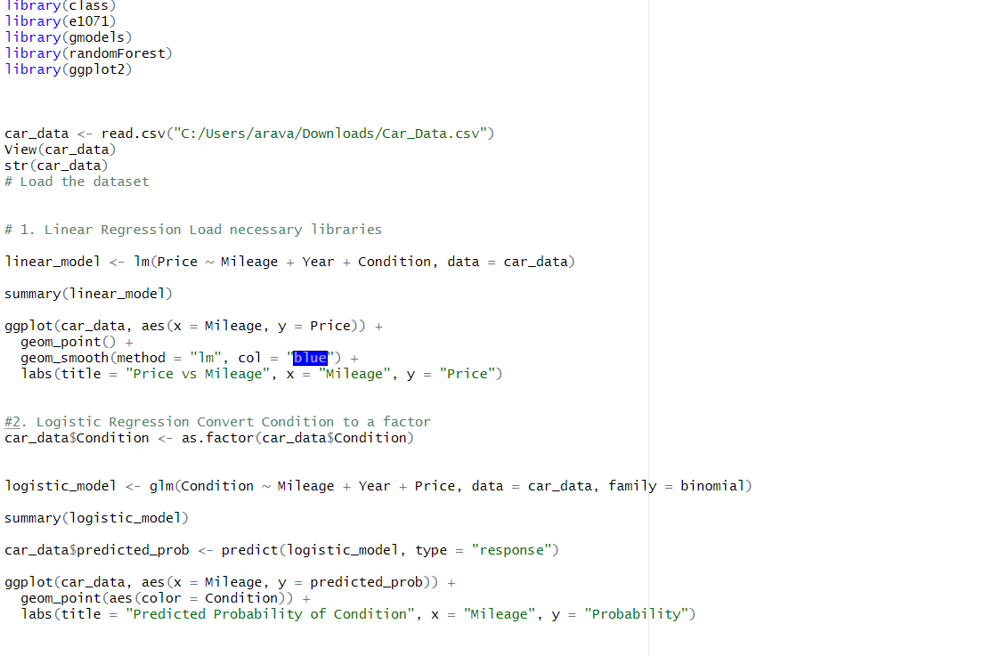 library(class)
library(e1071)
library(gmodels)
library(randomForest)
library(ggplot2)
car_data <- read.csv("C:/Users/arava/Downloads/Car_Data.csv")
View(car_data)
str(car_data)
# Load the dataset
# 1. Linear Regression Load necessary libraries
linear_model <- lm(Price ~ Mileage + Year + Condition, data = car_data)
summary(linear_model)
ggplot(car_data, aes(x = Mileage, y = Price)) +
  geom_point() +
  geom_smooth(method = "lm", col = "blue") +
  labs(title = "Price vs Mileage", x = "Mileage", y = "Price")
#2. Logistic Regression Convert Condition to a factor
car_data$Condition <- as.factor(car_data$Condition)
logistic_model <- glm(Condition ~ Mileage + Year + Price, data = car_data, family = binomial)
summary(logistic_model)
car_data$predicted_prob <- predict(logistic_model, type = "response")
ggplot(car_data, aes(x = Mileage, y = predicted_prob)) +
  geom_point(aes(color = Condition)) +
  labs(title = "Predicted Probability of Condition", x = "Mileage", y = "Probability")